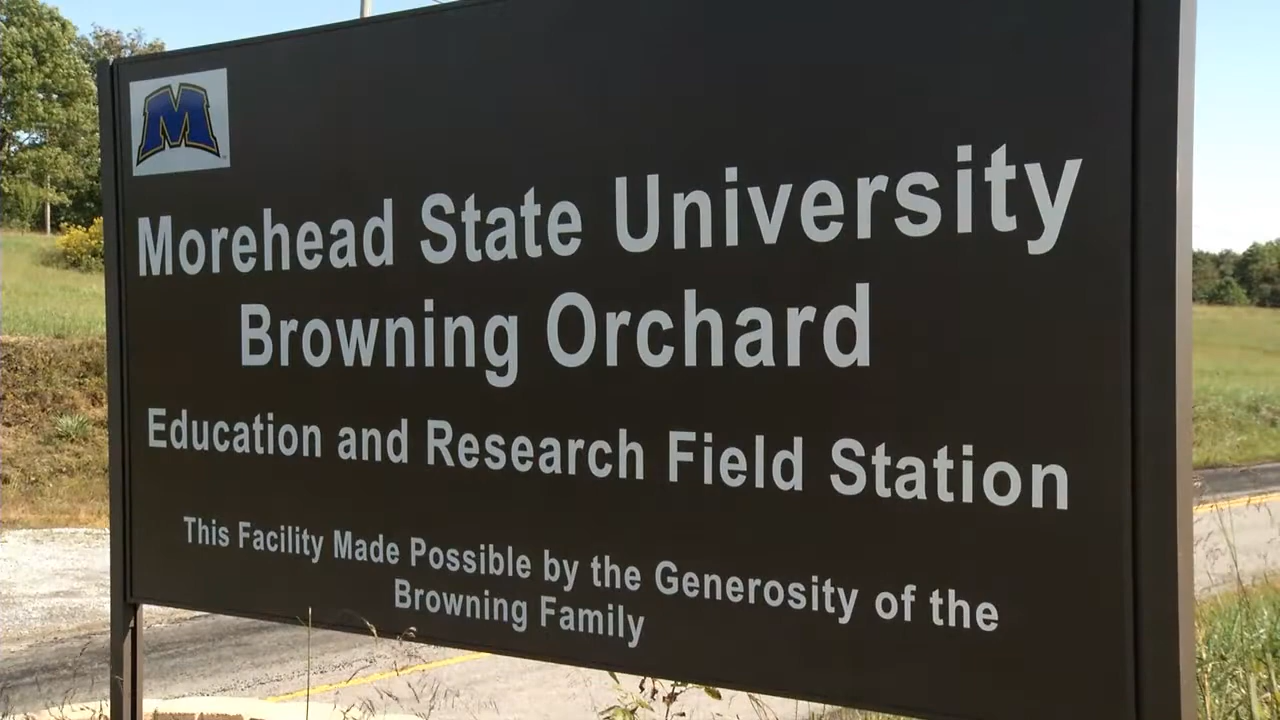 M
Morehead State University
Browning Orchard
Education and Research Field Station
This Facility Made Possible by the Generosity of the
Browning Family